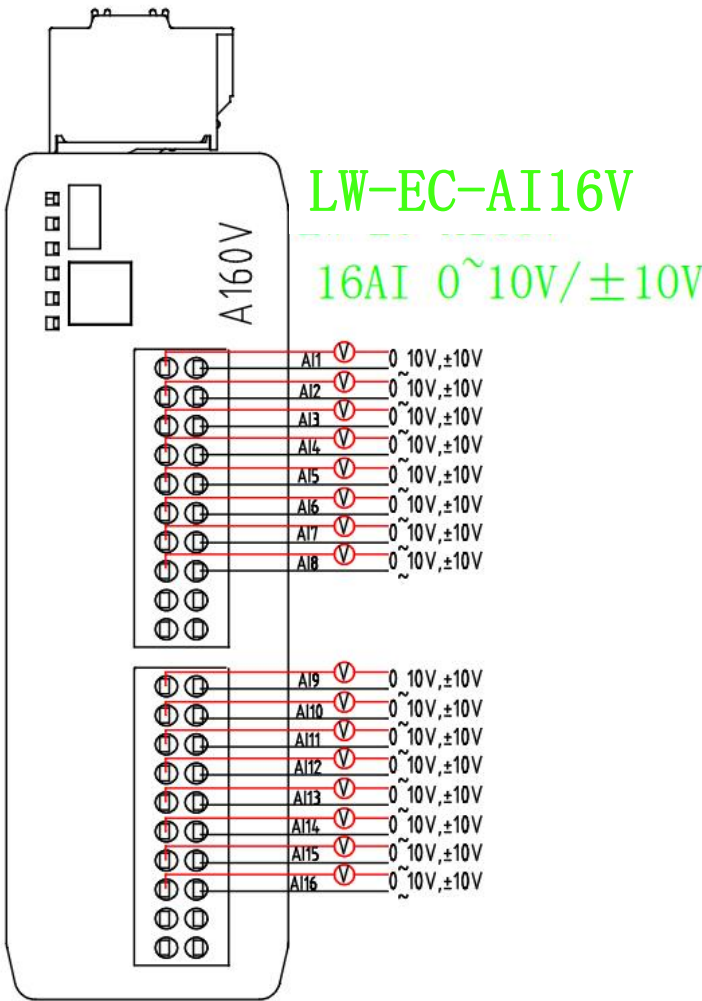 LW-EC-AI16V
16AI 0~10V/±10V
A160V
AI1 V 0~10V,±10V
AI2 V 0~10V,±10V
AI3 V 0~10V,±10V
AI4 V 0~10V,±10V
AI5 V 0~10V,±10V
AI6 V 0~10V,±10V
AI7 V 0~10V,±10V
AI8 V 0~10V,±10V
AI9 V 0~10V,±10V
AI10 V 0~10V,±10V
AI11 V 0~10V,±10V
AI12 V 0~10V,±10V
AI13 V 0~10V,±10V
AI14 V 0~10V,±10V
AI15 V 0~10V,±10V
AI16 V 0~10V,±10V